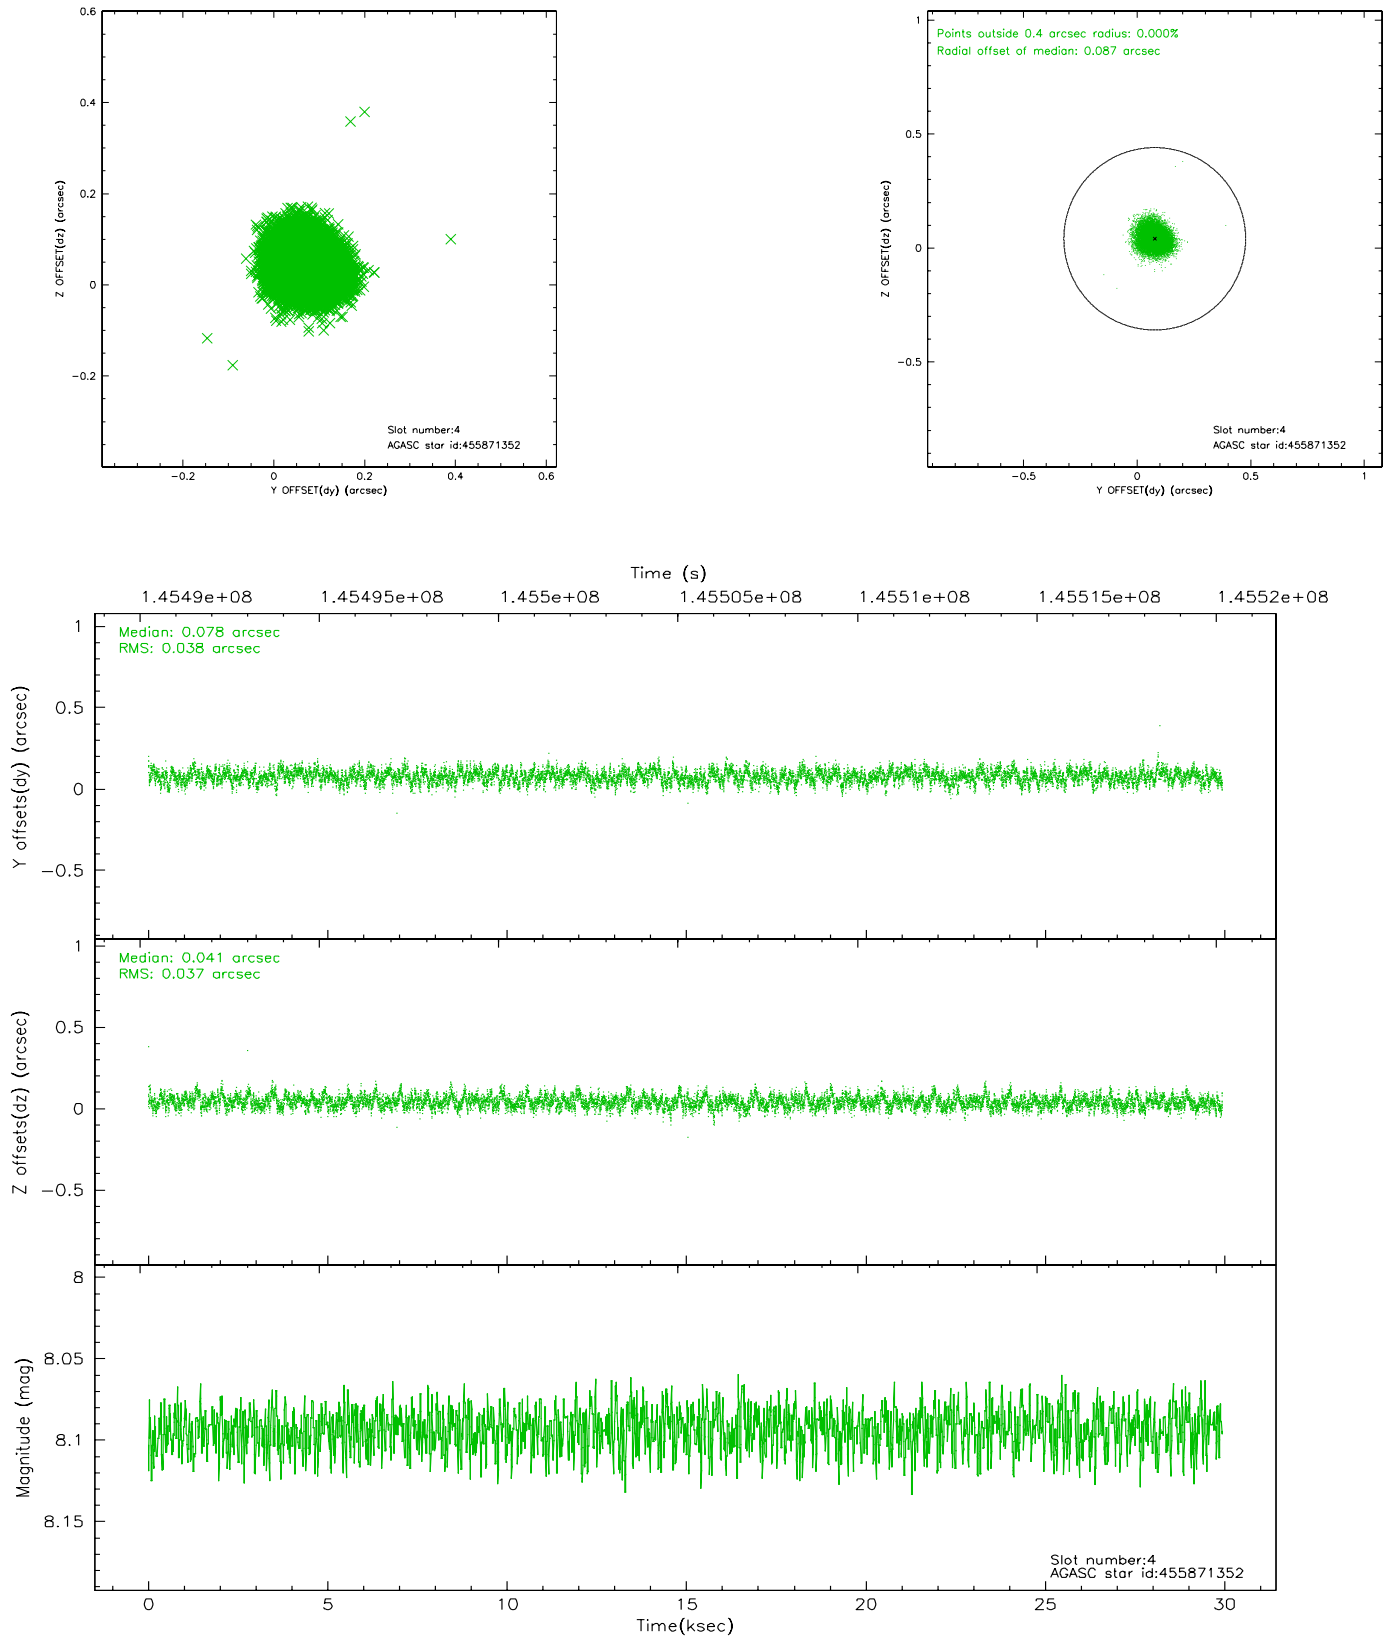 0.6
0.4
0.2
0
−0.2
Z OFFSET(dz) (arcsec)
Slot number:4
AGASC star id:455871352
−0.2 0 0.2 0.4 0.6
Y OFFSET(dy) (arcsec)
1
0.5
0
−0.5
Z OFFSET(dz) (arcsec)
Points outside 0.4 arcsec radius: 0.000%
Radial offset of median: 0.087 arcsec
Slot number:4
AGASC star id:455871352
−0.5 0 0.5 1
Y OFFSET(dy) (arcsec)
Time (s)
1.4549e+08 1.45495e+08 1.455e+08 1.45505e+08 1.4551e+08 1.45515e+08 1.4552e+08
Median: 0.078 arcsec
RMS: 0.038 arcsec
1
0.5
0
−0.5
Y offsets(dy) (arcsec)
Median: 0.041 arcsec
RMS: 0.037 arcsec
1
0.5
0
−0.5
Z offsets(dz) (arcsec)
8
8.05
8.1
8.15
Magnitude (mag)
Slot number:4
AGASC star id:455871352
0 5 10 15 20 25 30
Time(ksec)